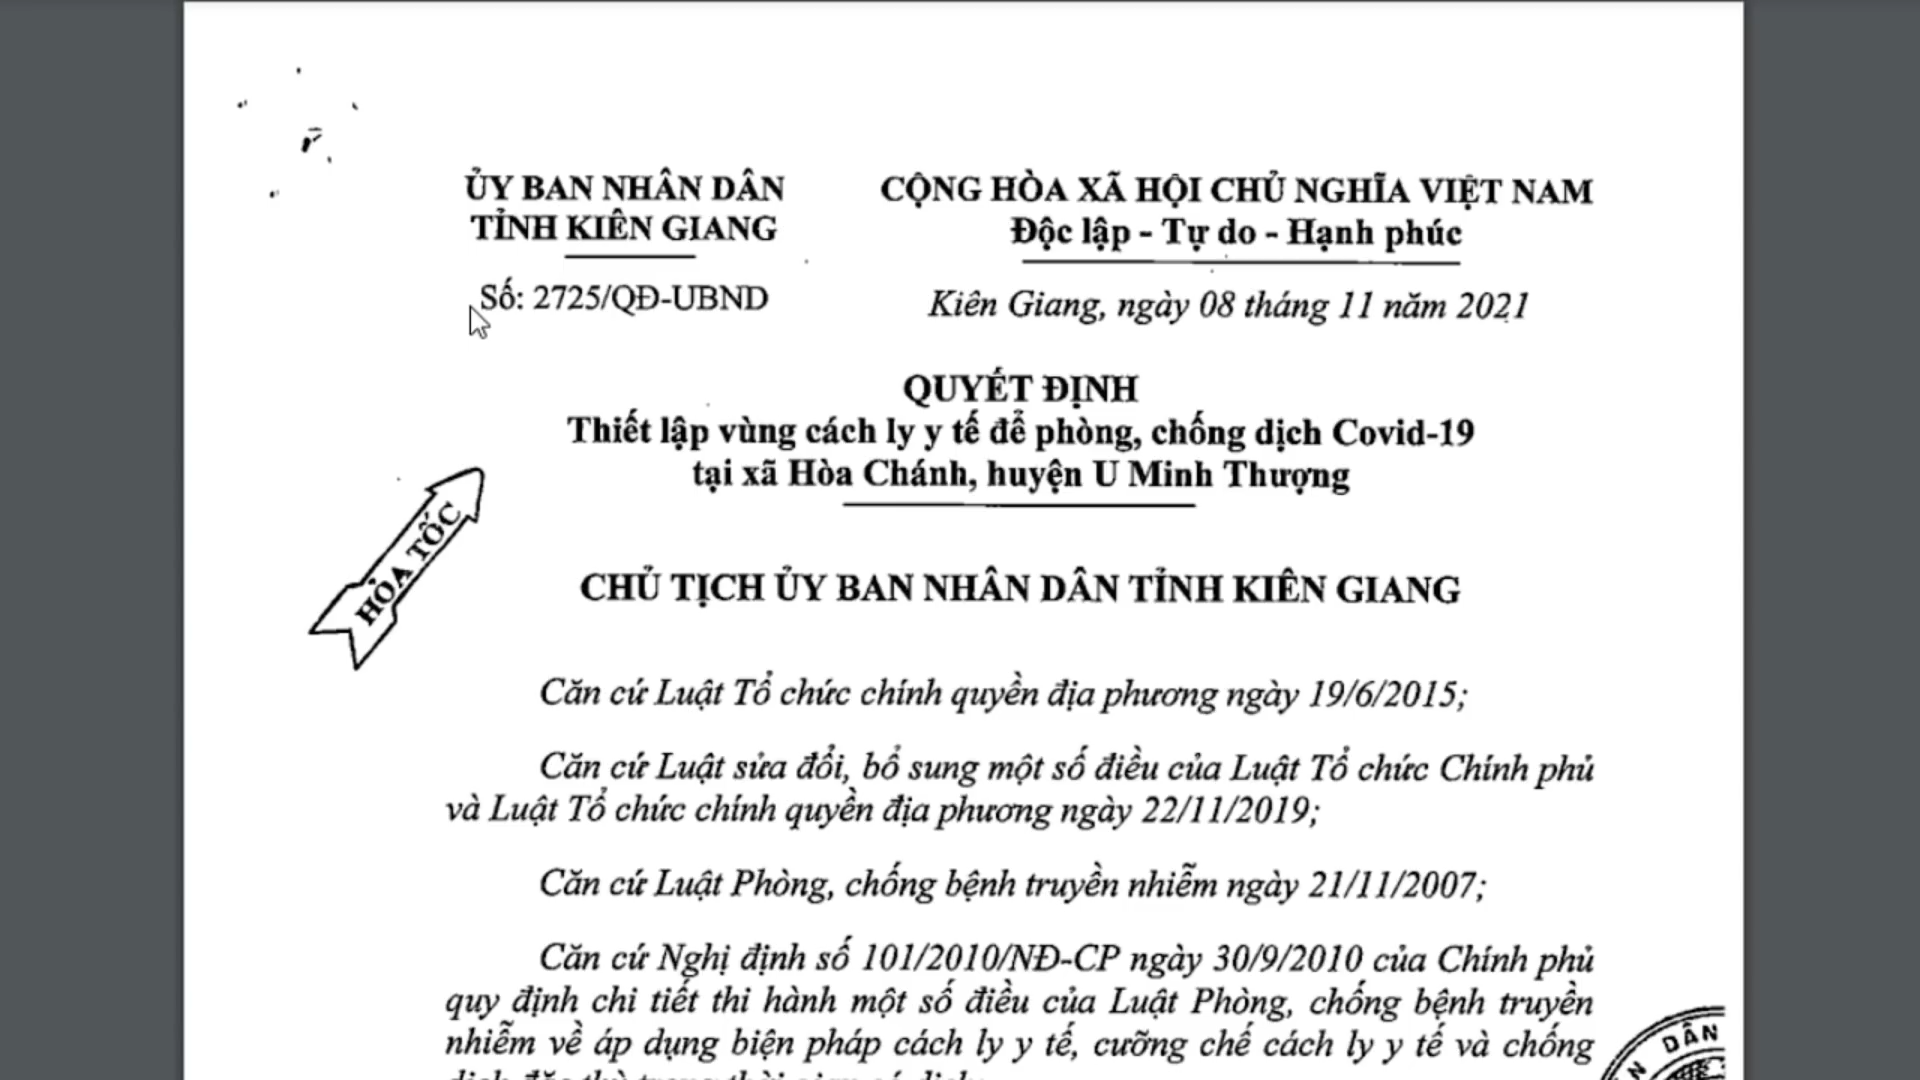 ỦY BAN NHÂN DÂN
TỈNH KIÊN GIANG
Số: 2725/QĐ-UBND
CỘNG HÒA XÃ HỘI CHỦ NGHĨA VIỆT NAM
Độc lập - Tự do - Hạnh phúc
Kiên Giang, ngày 08 tháng 11 năm 2021
QUYẾT ĐỊNH
Thiết lập vùng cách ly y tế để phòng, chống dịch Covid-19
tại xã Hòa Chánh, huyện U Minh Thượng
HỎA TỐC
CHỦ TỊCH ỦY BAN NHÂN DÂN TỈNH KIÊN GIANG
Căn cứ Luật Tổ chức chính quyền địa phương ngày 19/6/2015;
Căn cứ Luật sửa đổi, bổ sung một số điều của Luật Tổ chức Chính phủ
và Luật Tổ chức chính quyền địa phương ngày 22/11/2019;
Căn cứ Luật Phòng, chống bệnh truyền nhiễm ngày 21/11/2007;
Căn cứ Nghị định số 101/2010/NĐ-CP ngày 30/9/2010 của Chính phủ
quy định chi tiết thi hành một số điều của Luật Phòng, chống bệnh truyền
nhiễm về áp dụng biện pháp cách ly y tế, cưỡng chế cách ly y tế và chống
DÂN